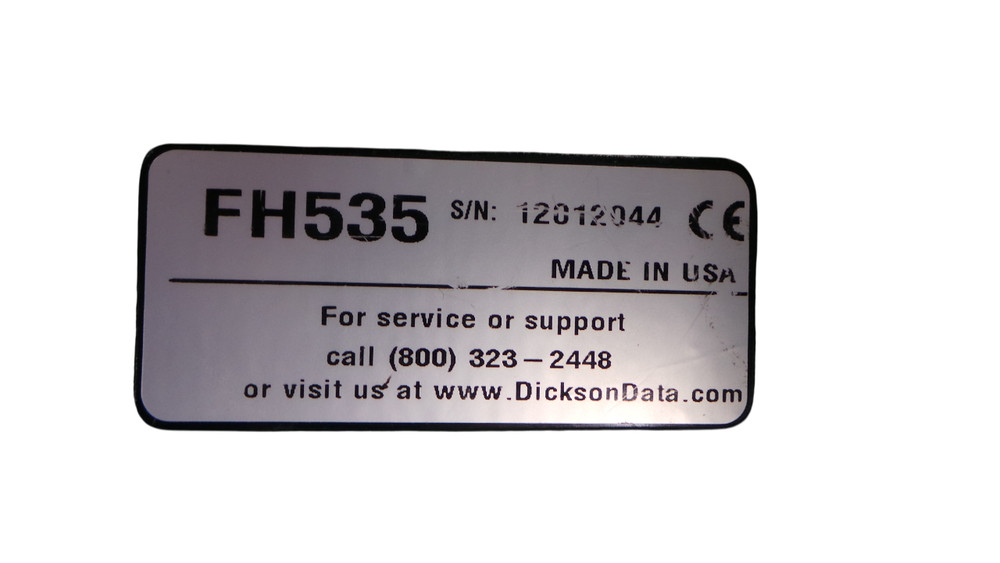 FH535 S/N: 12012044 CE
MADE IN USA
For service or support
call (800) 323-2448
or visit us at www.DicksonData.com